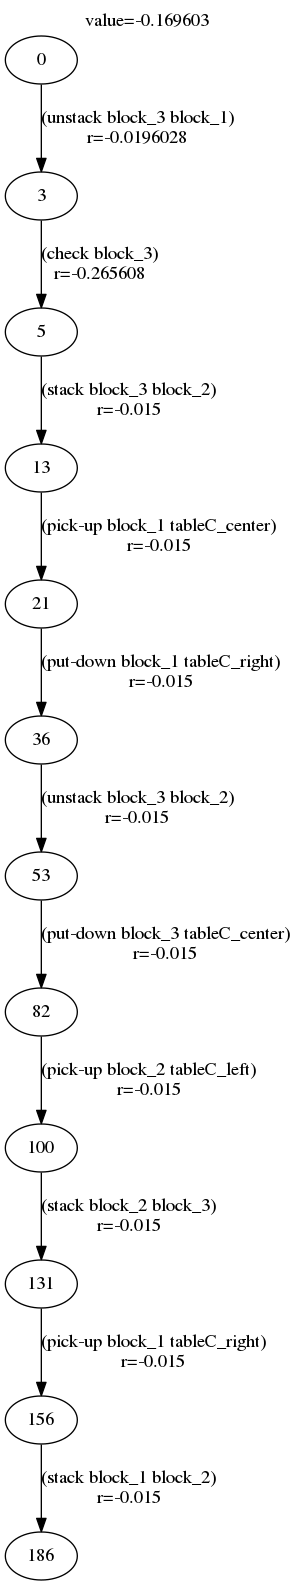 value=-0.169603
0
(unstack block_3 block_1)
r=-0.0196028
3
(check block_3)
r=-0.265608
5
(stack block_3 block_2)
r=-0.015
13
(pick-up block_1 tableC_center)
r=-0.015
21
(put-down block_1 tableC_right)
r=-0.015
36
(unstack block_3 block_2)
r=-0.015
53
(put-down block_3 tableC_center)
r=-0.015
82
(pick-up block_2 tableC_left)
r=-0.015
100
(stack block_2 block_3)
r=-0.015
131
(pick-up block_1 tableC_right)
r=-0.015
156
(stack block_1 block_2)
r=-0.015
186